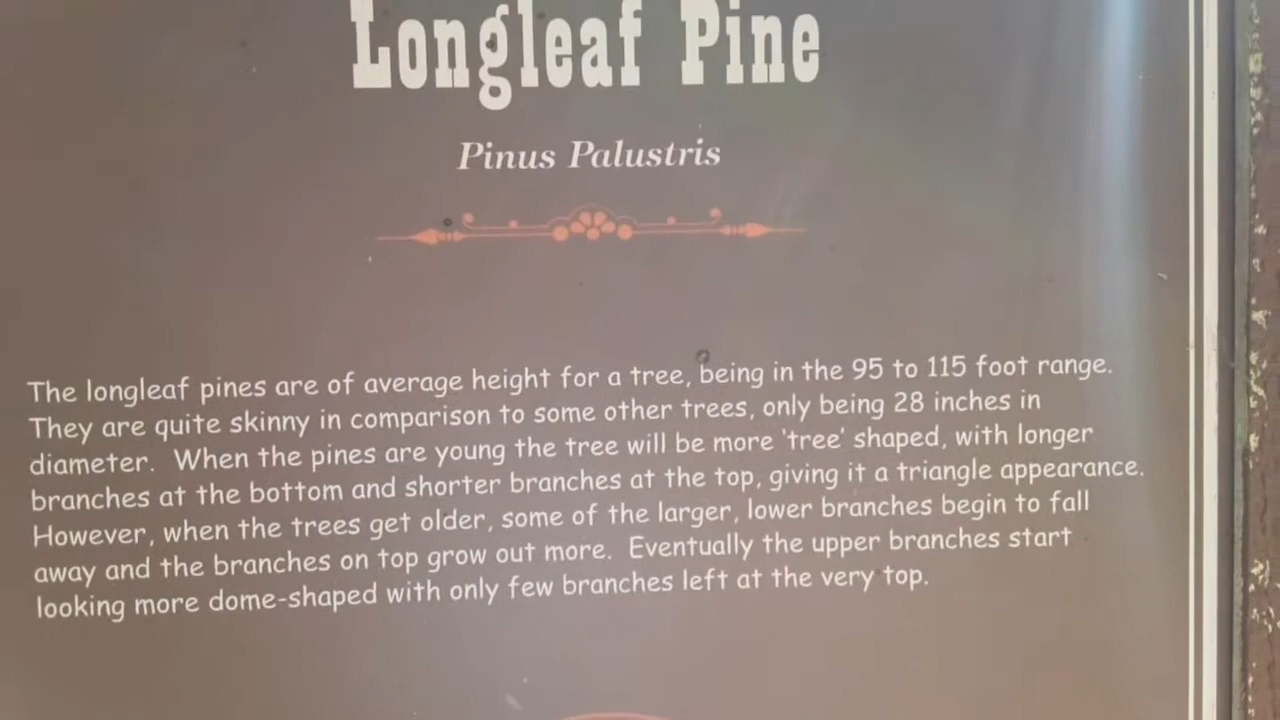 Longleaf Pine
Pinus Palustris
The longleaf pines are of average height for a tree, being in the 95 to 115 foot range.
They are quite skinny in comparison to some other trees, only being 28 inches in
diameter. When the pines are young the tree will be more 'tree' shaped, with longer
branches at the bottom and shorter branches at the top, giving it a triangle appearance.
However, when the trees get older, some of the larger, lower branches begin to fall
away and the branches on top grow out more. Eventually the upper branches start
looking more dome-shaped with only few branches left at the very top.